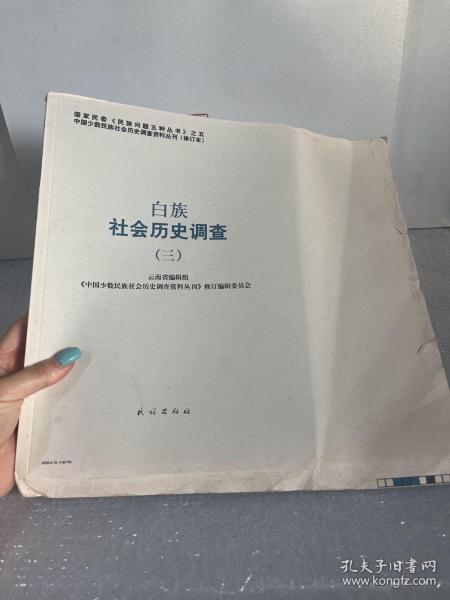 国家民委《民族问题五种丛书》之五
中国少数民族社会历史调查资料丛刊（修订本）
白族
社会历史调查
（三）
云南省编辑组
《中国少数民族社会历史调查资料丛刊》修订编辑委员会
民族出版社
孔夫子旧书网
www.kongfz.com